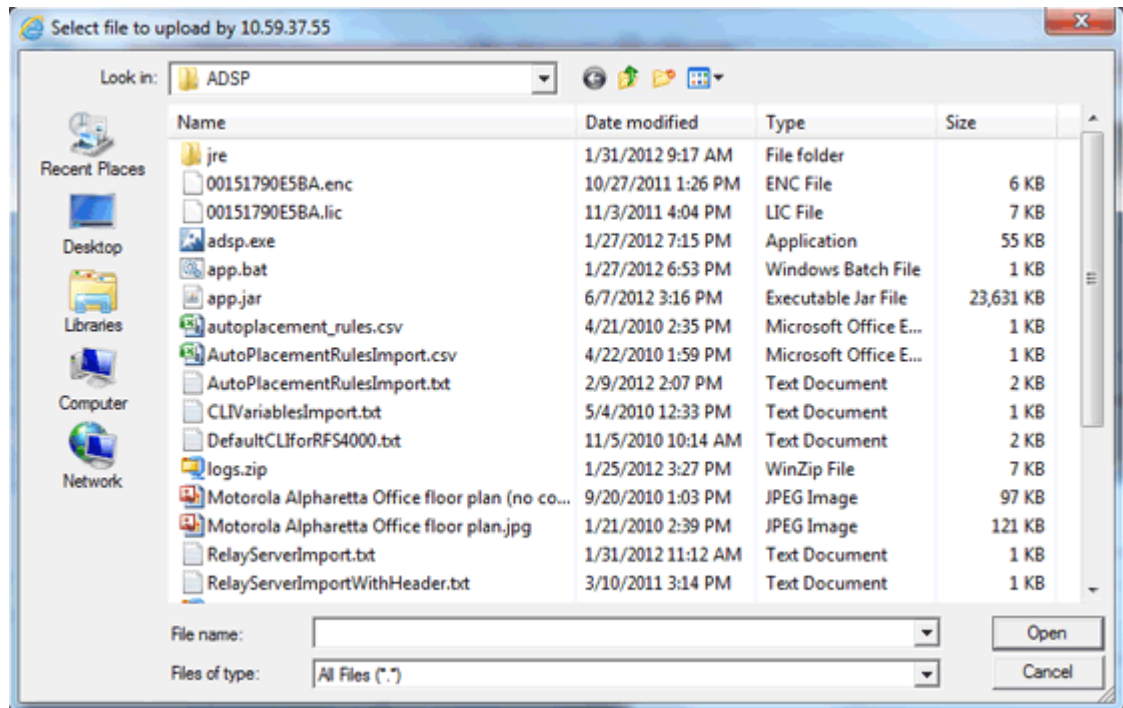 Select file to upload by 10.59.37.55
Look in: ADSP
Name Date modified Type Size
jre 1/31/2012 9:17 AM File folder
00151790E5BA.enc 10/27/2011 1:26 PM ENC File 6 KB
00151790E5BA.lic 11/3/2011 4:04 PM LIC File 7 KB
adsp.exe 1/27/2012 7:15 PM Application 55 KB
app.bat 1/27/2012 6:53 PM Windows Batch File 1 KB
app.jar 6/7/2012 3:16 PM Executable Jar File 23,631 KB
autoplacement_rules.csv 4/21/2010 2:35 PM Microsoft Office E... 1 KB
AutoPlacementRulesImport.csv 4/22/2010 1:59 PM Microsoft Office E... 1 KB
AutoPlacementRulesImport.txt 2/9/2012 2:07 PM Text Document 2 KB
CLIVariablesImport.txt 5/4/2010 12:33 PM Text Document 1 KB
DefaultCLIforRFS4000.txt 11/5/2010 10:14 AM Text Document 2 KB
logs.zip 1/25/2012 3:27 PM WinZip File 7 KB
Motorola Alpharetta Office floor plan (no co... 9/20/2010 1:03 PM JPEG Image 97 KB
Motorola Alpharetta Office floor plan.jpg 1/21/2010 2:39 PM JPEG Image 121 KB
RelayServerImport.txt 1/31/2012 11:12 AM Text Document 1 KB
RelayServerImportWithHeader.txt 3/10/2011 3:14 PM Text Document 1 KB
Recent Places
Desktop
Libraries
Computer
Network
File name: Open
Files of type: All Files (*.*) Cancel